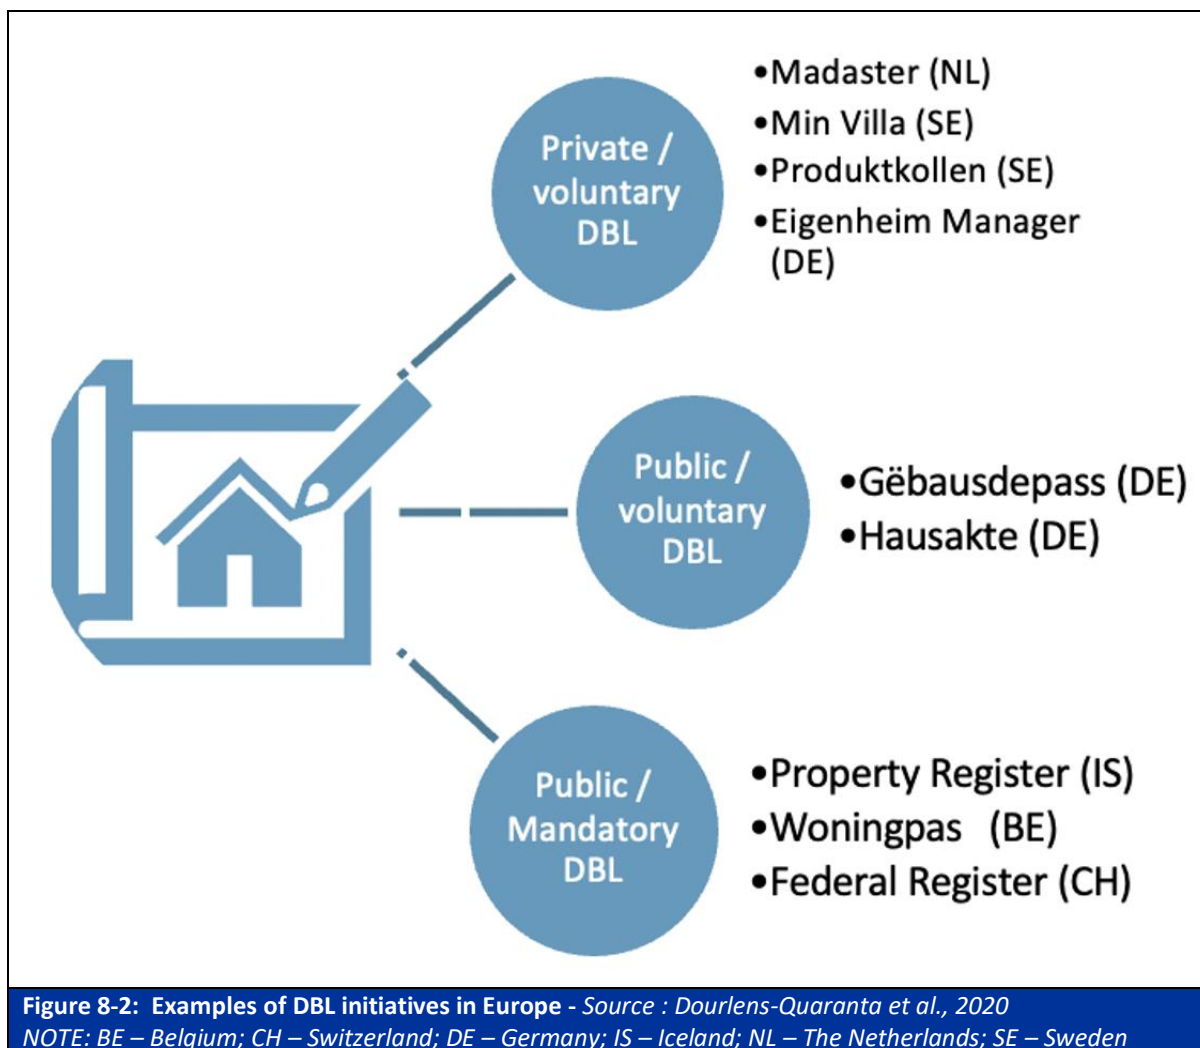 Private /
voluntary
DBL
•Madaster (NL)
•Min Villa (SE)
•Produktkollen (SE)
•Eigenheim Manager
(DE)
Public /
voluntary
DBL
•Gëbausdepass (DE)
•Hausakte (DE)
Public /
Mandatory
DBL
•Property Register (IS)
•Woningpas (BE)
•Federal Register (CH)
Figure 8-2: Examples of DBL initiatives in Europe - Source : Dourlens-Quaranta et al., 2020
NOTE: BE – Belgium; CH – Switzerland; DE – Germany; IS – Iceland; NL – The Netherlands; SE – Sweden